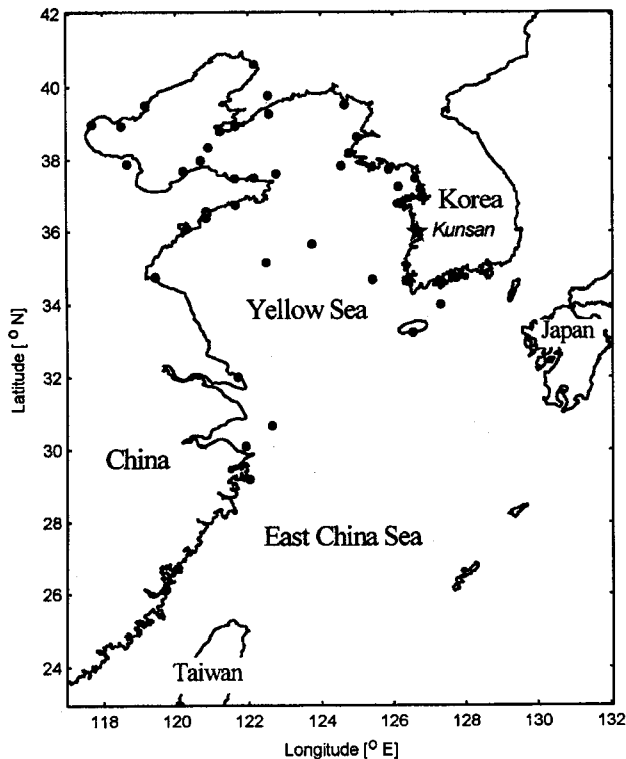 42
40
38
36
34
32
30
28
26
24
Latitude [° N]
Korea
Kunsan
Yellow Sea
Japan
China
East China Sea
Taiwan
118 120 122 124 126 128 130 132
Longitude [° E]